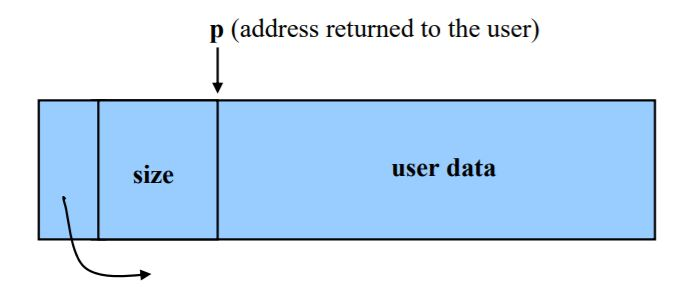 p (address returned to the user)
size
user data